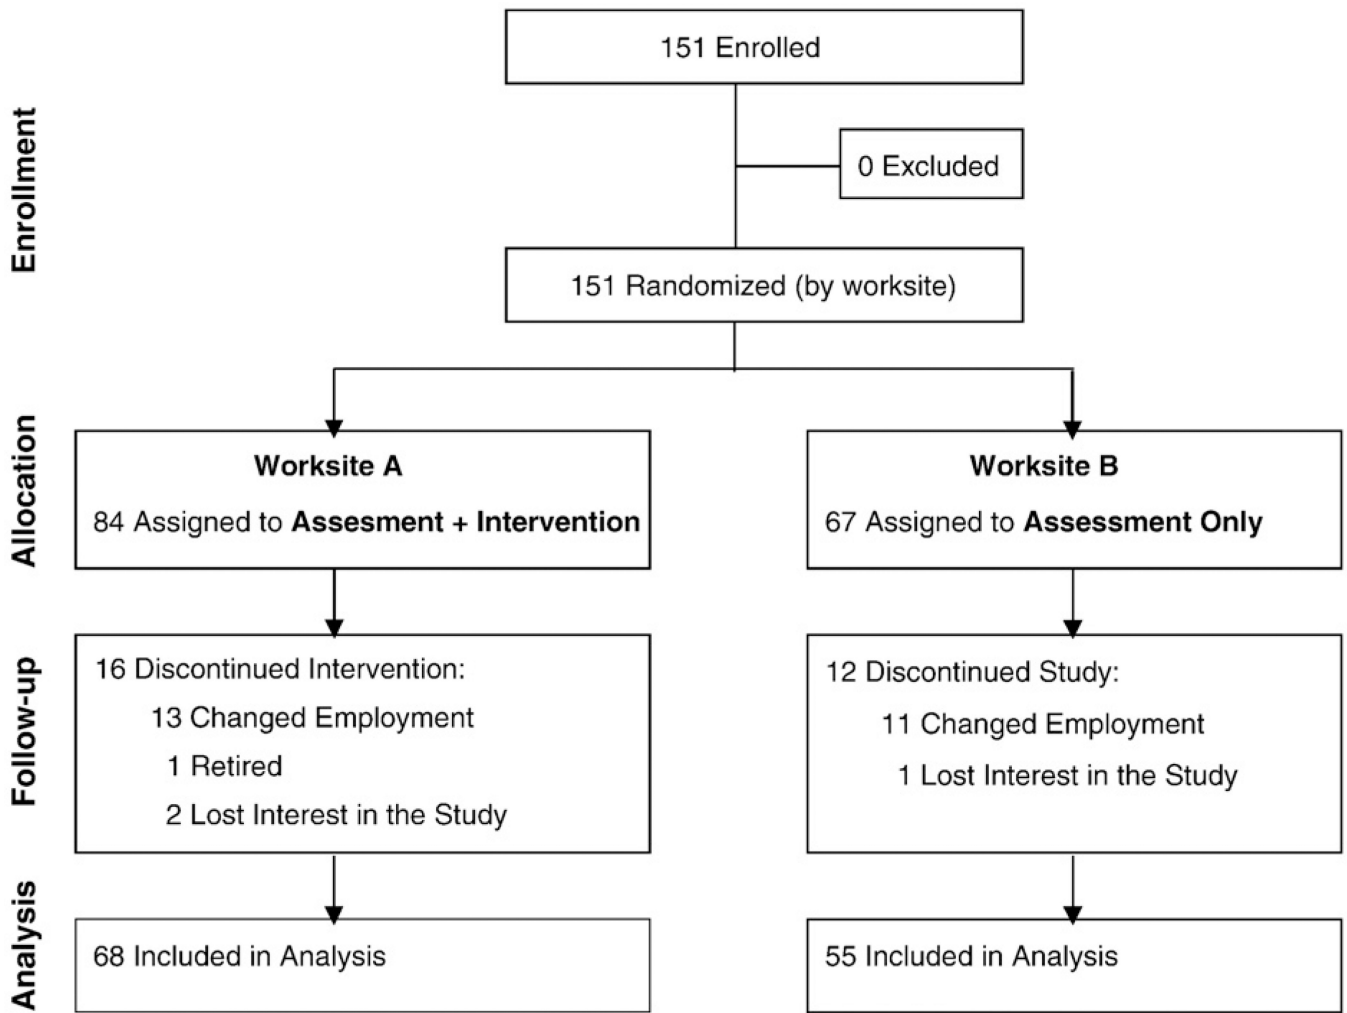 Enrollment
151 Enrolled
0 Excluded
151 Randomized (by worksite)
Allocation
Worksite A
84 Assigned to Assesment + Intervention
Worksite B
67 Assigned to Assessment Only
Follow-up
16 Discontinued Intervention:
13 Changed Employment
1 Retired
2 Lost Interest in the Study
12 Discontinued Study:
11 Changed Employment
1 Lost Interest in the Study
Analysis
68 Included in Analysis
55 Included in Analysis